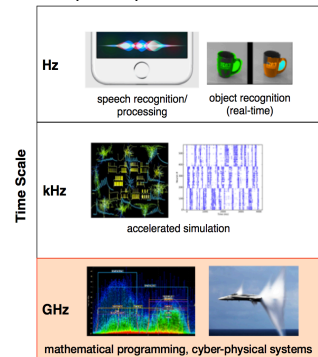 Time Scale
Hz
speech recognition/
processing
object recognition
(real-time)
kHz
accelerated simulation
GHz
mathematical programming, cyber-physical systems